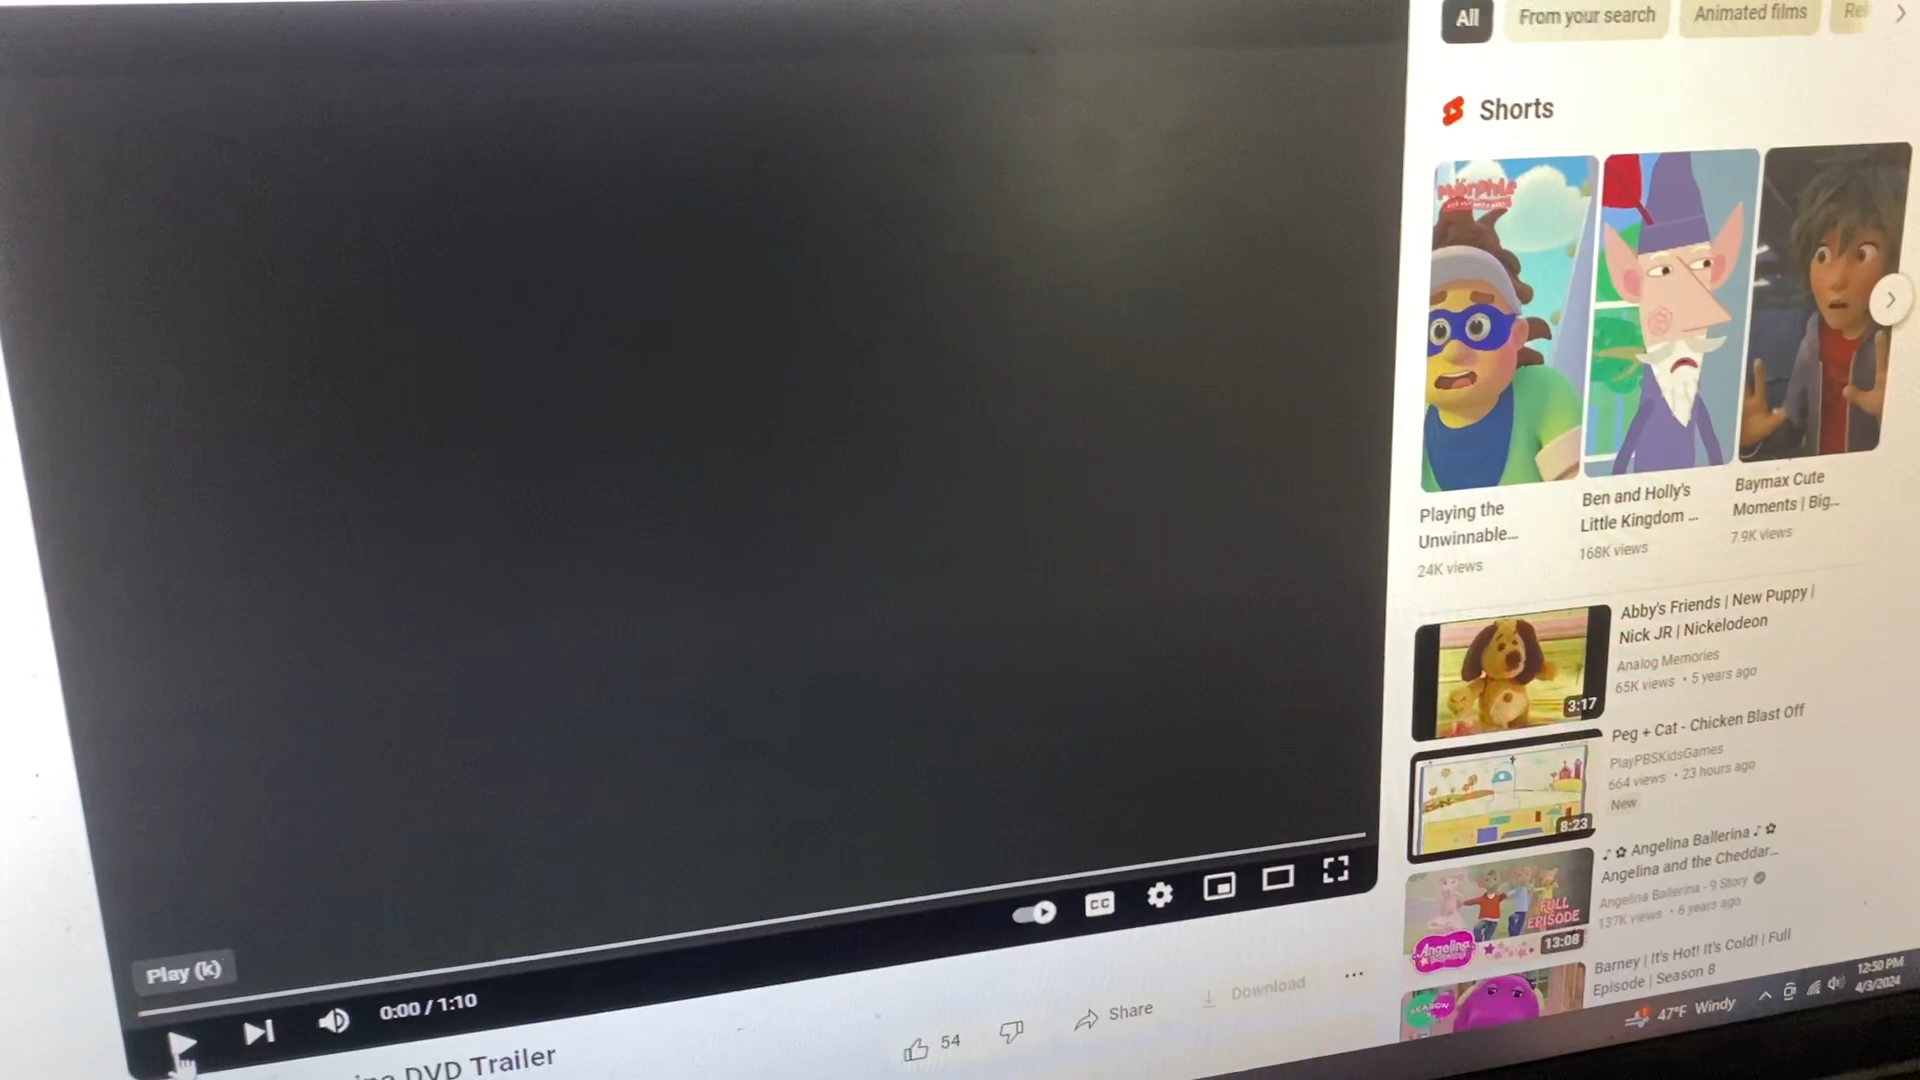 All
From your search
Animated films
Shorts
Morphle
Playing the
Unwinnable...
24K views
Ben and Holly's
Little Kingdom ...
168K views
Baymax Cute
Moments | Big...
7.9K views
Abby's Friends | New Puppy |
Nick JR | Nickelodeon
Analog Memories
65K views • 5 years ago
3:17
Peg + Cat - Chicken Blast Off
PlayPBSKidsGames
664 views • 23 hours ago
New
8:23
♪ ✿ Angelina Ballerina ♪ ✿
Angelina and the Cheddar...
Angelina Ballerina - 9 Story
137K views • 6 years ago
FULL
EPISODE
13:08
Angelina
Barney | It's Hot! It's Cold! | Full
Episode | Season 8
SEASON
Play (k)
0:00 / 1:10
CC
DVD Trailer
54
Share
Download
...
47°F Windy
12:50 PM
4/3/2024